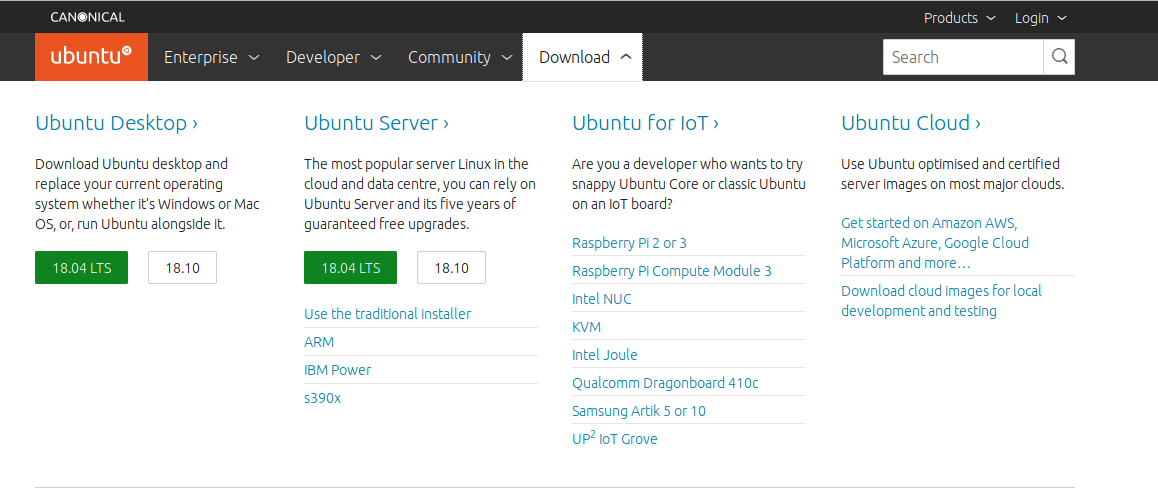 CANONICAL
Products
Login
ubuntu
Enterprise
Developer
Community
Download
Search
Ubuntu Desktop ›
Download Ubuntu desktop and
replace your current operating
system whether it’s Windows or Mac
OS, or, run Ubuntu alongside it.
18.04 LTS
18.10
Ubuntu Server ›
The most popular server Linux in the
cloud and data centre, you can rely on
Ubuntu Server and its five years of
guaranteed free upgrades.
18.04 LTS
18.10
Use the traditional installer
ARM
IBM Power
s390x
Ubuntu for IoT ›
Are you a developer who wants to try
snappy Ubuntu Core or classic Ubuntu
on an IoT board?
Raspberry PI 2 or 3
Raspberry PI Compute Module 3
Intel NUC
KVM
Intel Joule
Qualcomm Dragonboard 410c
Samsung Artik 5 or 10
UP² IoT Grove
Ubuntu Cloud ›
Use Ubuntu optimised and certified
server images on most major clouds.
Get started on Amazon AWS,
Microsoft Azure, Google Cloud
Platform and more…
Download cloud images for local
development and testing